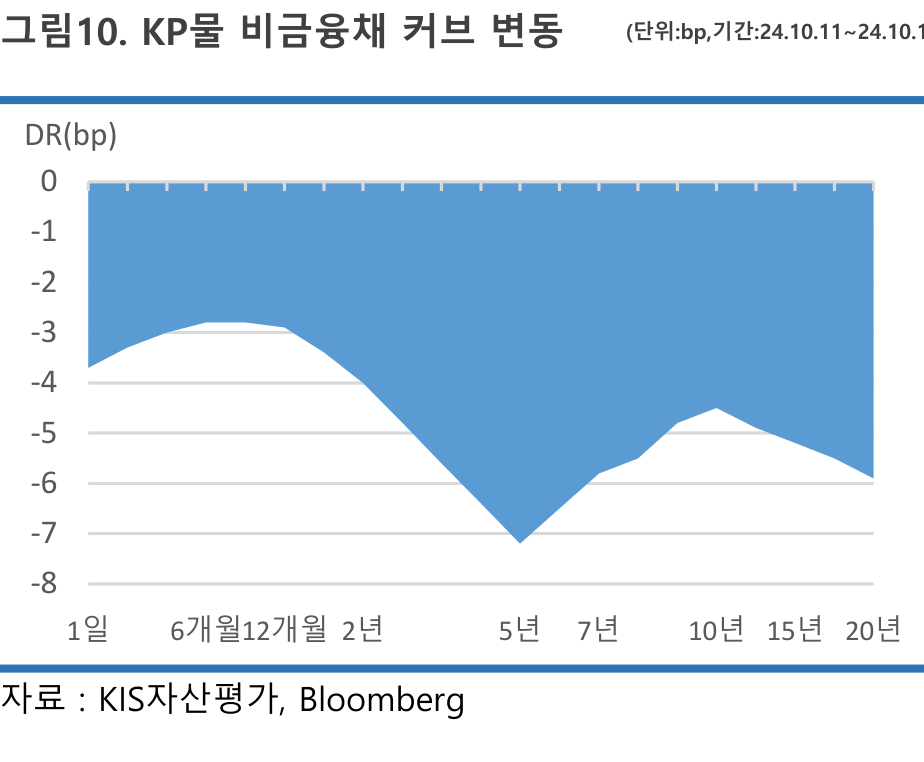 그림10. KP물 비금융채 커브 변동 (단위:bp,기간:24.10.11~24.10.1
DR(bp)
0
-1
-2
-3
-4
-5
-6
-7
-8
1일 6개월 12개월 2년 5년 7년 10년 15년 20년
자료 : KIS자산평가, Bloomberg